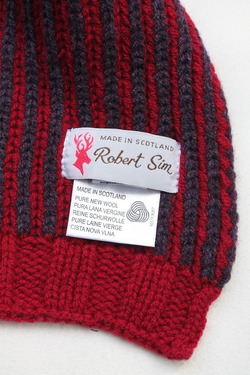 MADE IN SCOTLAND
Robert Sim
MADE IN SCOTLAND
PURE NEW WOOL
PURA LANA VERGINE
REINE SCHURWOLLE
PURE LAINE VIERGE
CISTA NOVA VLNA